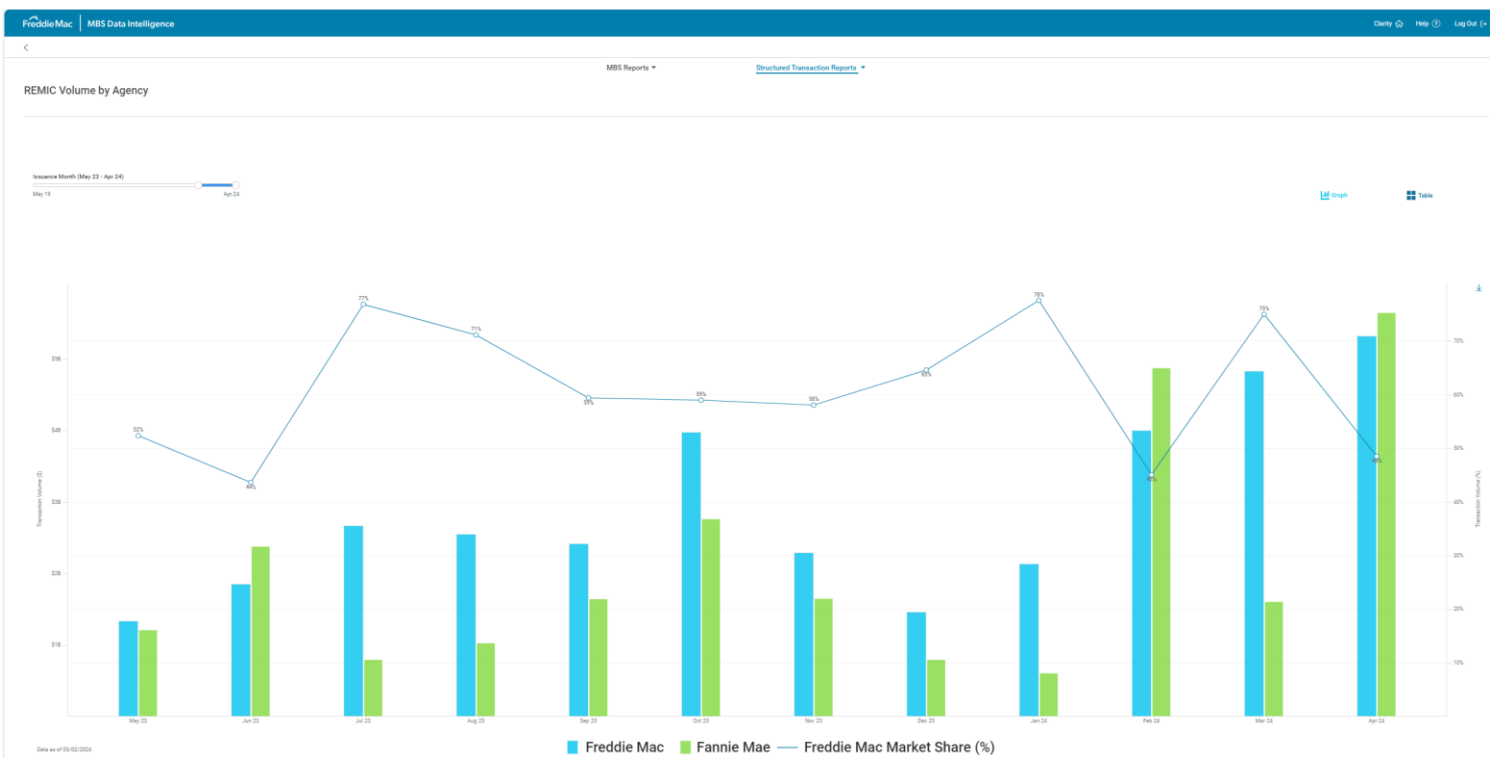 Freddie Mac MBS Data Intelligence Clarity Help ? Log Out
MBS Reports Structured Transaction Reports
REMIC Volume by Agency
Issuance Month (May 23 - Apr 24)
May 19 Apr 24
Graph Table
78%
77%
75%
71%
65%
59% 59% 58%
52%
44% 45% 48%
$5B
$4B
$3B
$2B
$1B
Transaction Volume ($)
70%
60%
50%
40%
30%
20%
10%
Transaction Volume (%)
May 23 Jun 23 Jul 23 Aug 23 Sep 23 Oct 23 Nov 23 Dec 23 Jan 24 Feb 24 Mar 24 Apr 24
Data as of 05/02/2024
Freddie Mac Fannie Mae Freddie Mac Market Share (%)